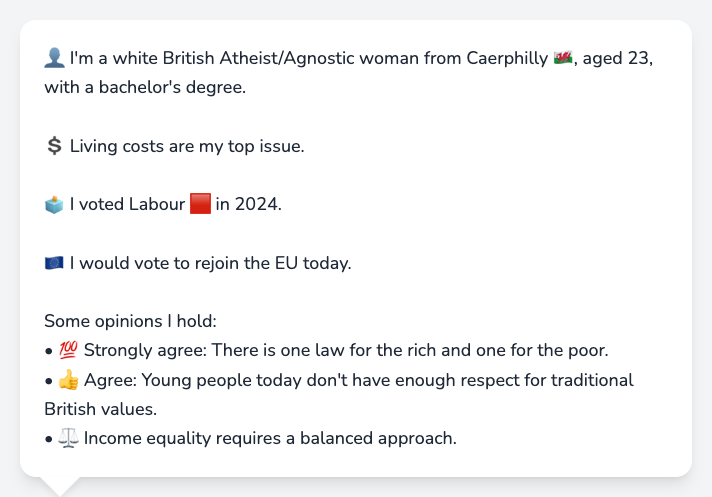 👤 I'm a white British Atheist/Agnostic woman from Caerphilly 🏴󠁧󠁢󠁷󠁬󠁳󠁿, aged 23,
with a bachelor's degree.
💲 Living costs are my top issue.
🗳️ I voted Labour 🟥 in 2024.
🇪🇺 I would vote to rejoin the EU today.
Some opinions I hold:
• 💯 Strongly agree: There is one law for the rich and one for the poor.
• 👍 Agree: Young people today don't have enough respect for traditional
British values.
• ⚖️ Income equality requires a balanced approach.